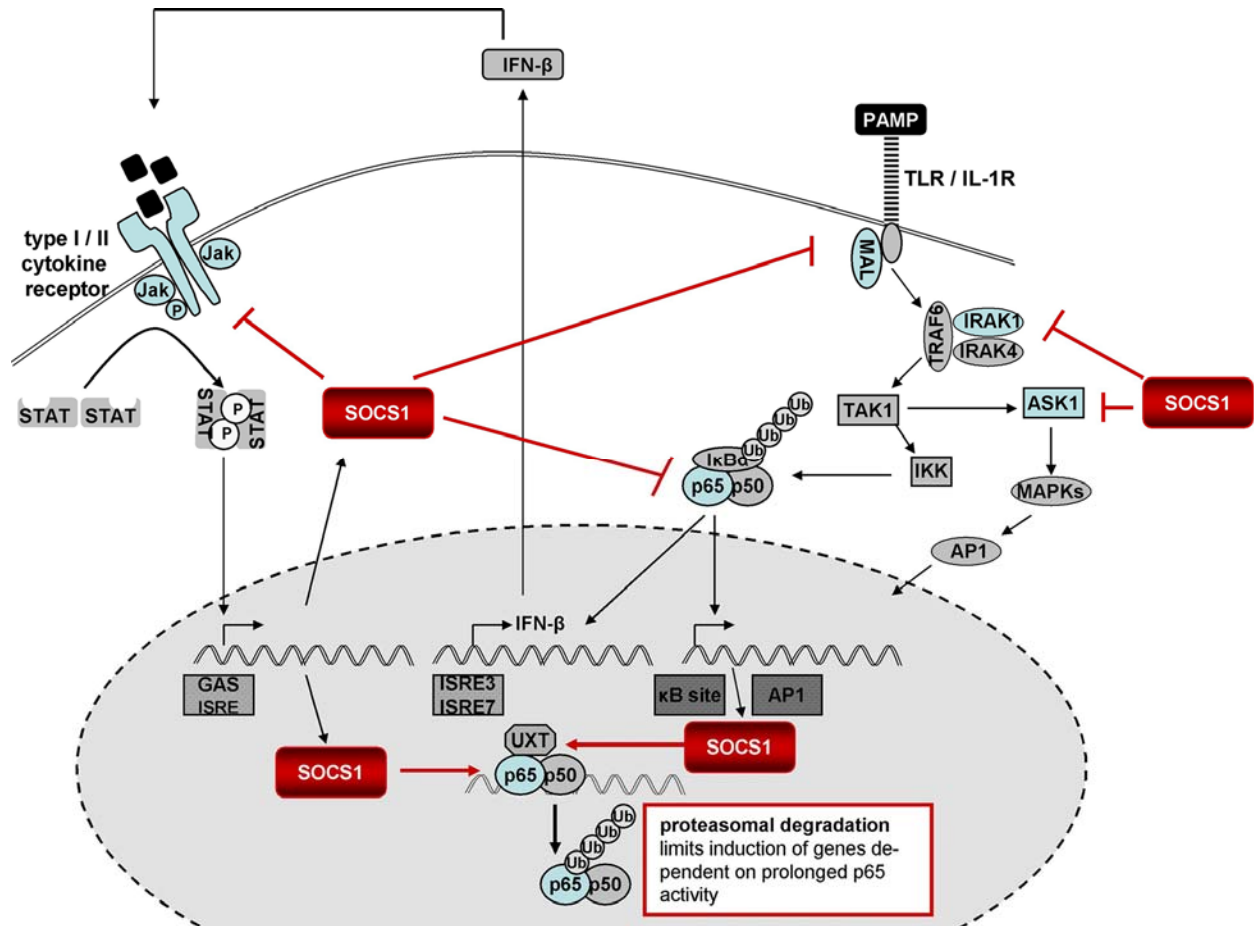 IFN-β
PAMP
TLR / IL-1R
type I / II
cytokine
receptor
Jak
Jak
P
MAL
TRAF6
IRAK1
IRAK4
STAT
STAT
STAT
P
P
STAT
SOCS1
TAK1
ASK1
SOCS1
Ub
Ub
Ub
Ub
IκBα
p65
p50
IKK
MAPKs
AP1
IFN-β
GAS
ISRE
ISRE3
ISRE7
κB site
AP1
UXT
SOCS1
SOCS1
p65
p50
Ub
Ub
Ub
Ub
p65
p50
proteasomal degradation
limits induction of genes de-
pendent on prolonged p65
activity